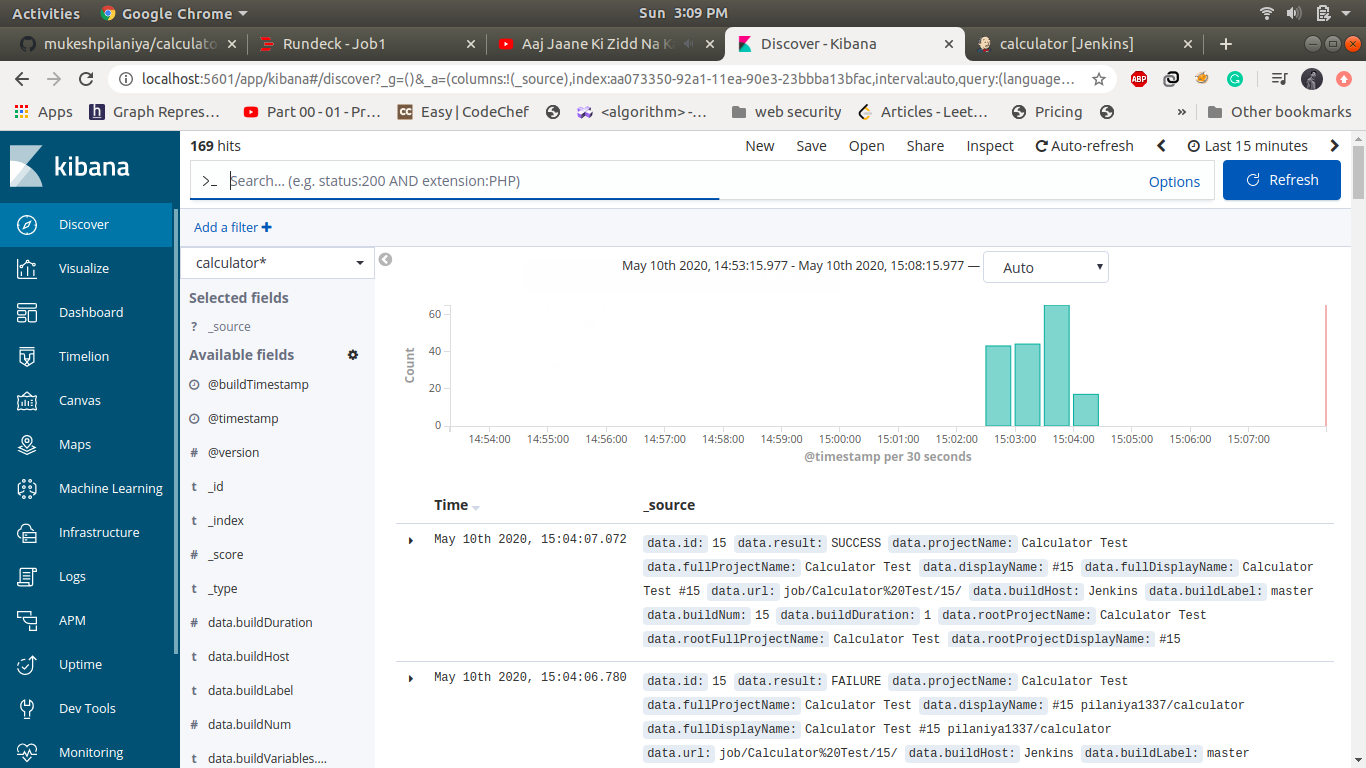 Activities Google Chrome Sun 3:09 PM
mukeshpilaniya/calculato Rundeck - Job1 Aaj Jaane Ki Zidd Na K Discover - Kibana calculator [Jenkins]
localhost:5601/app/kibana#/discover?_g=()&_a=(columns:!(_source),index:aa073350-92a1-11ea-90e3-23bbba13bfac,interval:auto,query:(language... ABP
Apps Graph Repres... Part 00 - 01 - Pr... Easy | CodeChef <algorithm> -... web security Articles - Leet... Pricing » Other bookmarks
kibana
Discover
Visualize
Dashboard
Timelion
Canvas
Maps
Machine Learning
Infrastructure
Logs
APM
Uptime
Dev Tools
Monitoring
169 hits New Save Open Share Inspect Auto-refresh Last 15 minutes
>_ Search... (e.g. status:200 AND extension:PHP) Options Refresh
Add a filter +
calculator*
Selected fields
? _source
Available fields
@buildTimestamp
@timestamp
# @version
t _id
t _index
# _score
t _type
# data.buildDuration
t data.buildHost
t data.buildLabel
# data.buildNum
t data.buildVariables....
May 10th 2020, 14:53:15.977 - May 10th 2020, 15:08:15.977 — Auto
Count
60
40
20
0
14:54:00 14:55:00 14:56:00 14:57:00 14:58:00 14:59:00 15:00:00 15:01:00 15:02:00 15:03:00 15:04:00 15:05:00 15:06:00 15:07:00
@timestamp per 30 seconds
Time _source
May 10th 2020, 15:04:07.072 data.id: 15 data.result: SUCCESS data.projectName: Calculator Test
data.fullProjectName: Calculator Test data.displayName: #15 data.fullDisplayName: Calculator
Test #15 data.url: job/Calculator%20Test/15/ data.buildHost: Jenkins data.buildLabel: master
data.buildNum: 15 data.buildDuration: 1 data.rootProjectName: Calculator Test
data.rootFullProjectName: Calculator Test data.rootProjectDisplayName: #15
May 10th 2020, 15:04:06.780 data.id: 15 data.result: FAILURE data.projectName: Calculator Test
data.fullProjectName: Calculator Test data.displayName: #15 pilaniya1337/calculator
data.fullDisplayName: Calculator Test #15 pilaniya1337/calculator
data.url: job/Calculator%20Test/15/ data.buildHost: Jenkins data.buildLabel: master